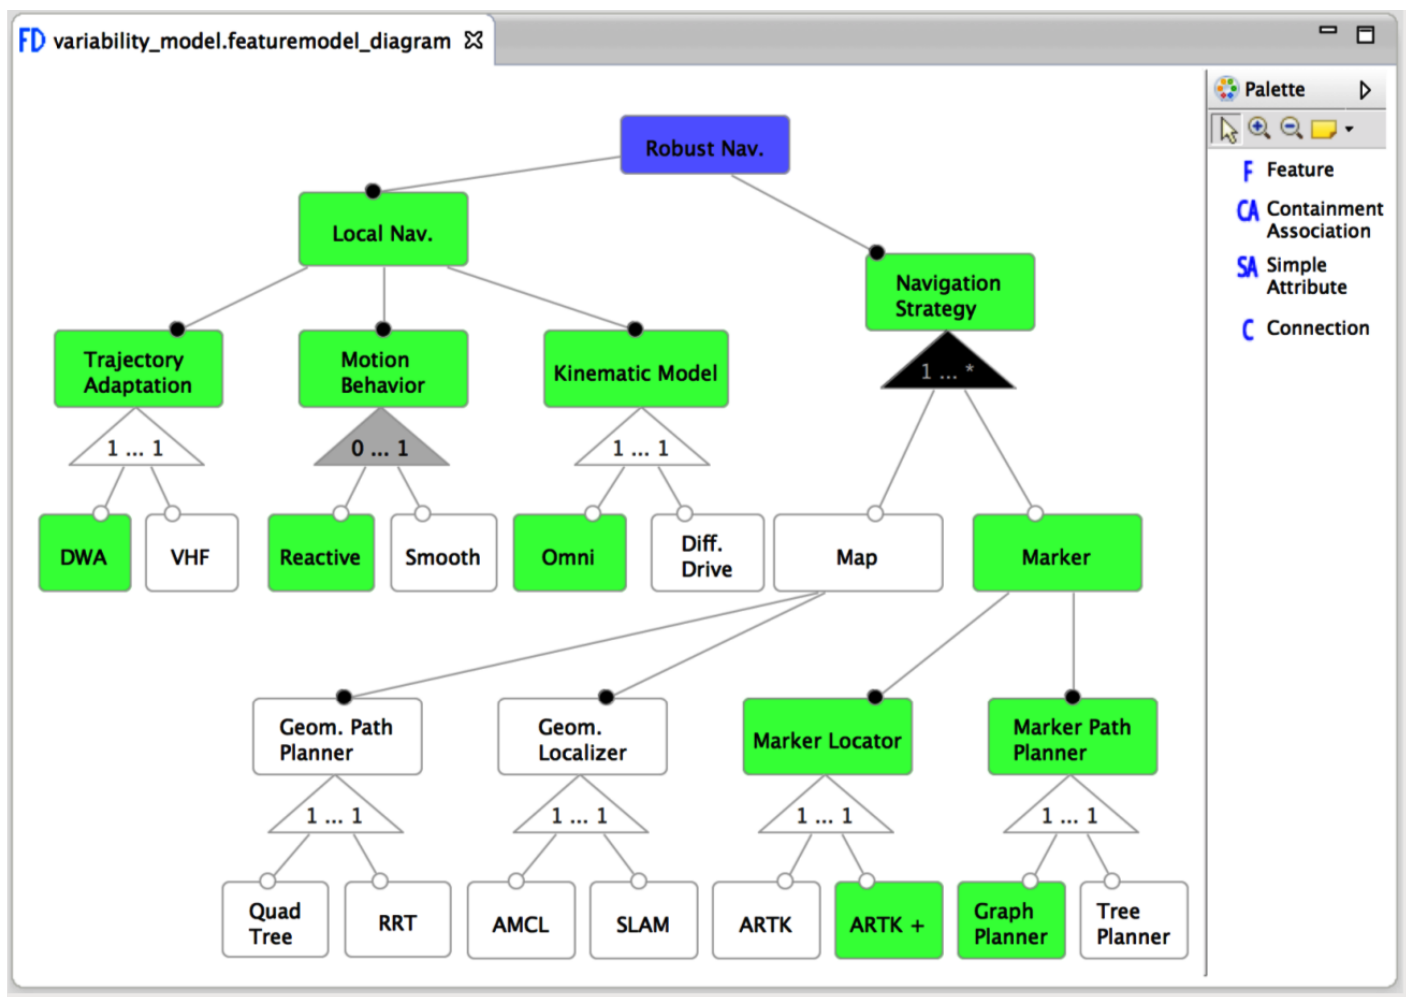 FD variability_model.featuremodel_diagram
Palette
F Feature
CA Containment
Association
SA Simple
Attribute
C Connection
Robust Nav.
Local Nav.
Navigation
Strategy
1 ... *
Trajectory
Adaptation
1 ... 1
Motion
Behavior
0 ... 1
Kinematic Model
1 ... 1
DWA
VHF
Reactive
Smooth
Omni
Diff.
Drive
Map
Marker
Geom. Path
Planner
1 ... 1
Geom.
Localizer
1 ... 1
Marker Locator
1 ... 1
Marker Path
Planner
1 ... 1
Quad
Tree
RRT
AMCL
SLAM
ARTK
ARTK +
Graph
Planner
Tree
Planner